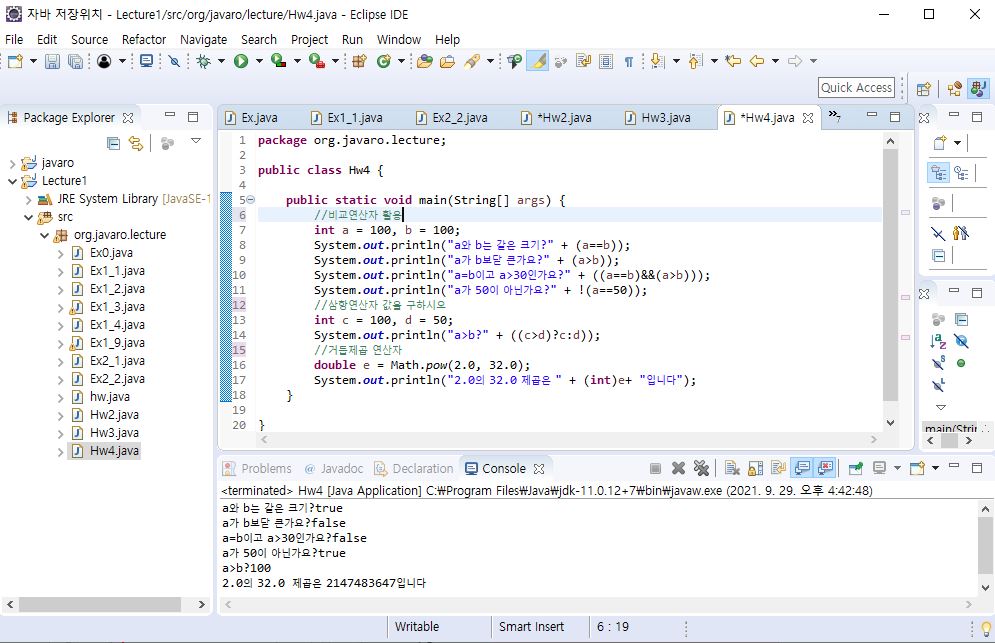 자바 저장위치 - Lecture1/src/org/javaro/lecture/Hw4.java - Eclipse IDE
File Edit Source Refactor Navigate Search Project Run Window Help
Quick Access
Package Explorer
javaro
Lecture1
JRE System Library [JavaSE-1
src
org.javaro.lecture
Ex0.java
Ex1_1.java
Ex1_2.java
Ex1_3.java
Ex1_4.java
Ex1_9.java
Ex2_1.java
Ex2_2.java
hw.java
Hw2.java
Hw3.java
Hw4.java
Ex.java Ex1_1.java Ex2_2.java *Hw2.java Hw3.java *Hw4.java »7
1 package org.javaro.lecture;
2
3 public class Hw4 {
4
5 public static void main(String[] args) {
6 //비교연산자 활용
7 int a = 100, b = 100;
8 System.out.println("a와 b는 같은 크기?" + (a==b));
9 System.out.println("a가 b보닫 큰가요?" + (a>b));
10 System.out.println("a=b이고 a>30인가요?" + ((a==b)&&(a>b)));
11 System.out.println("a가 50이 아닌가요?" + !(a==50));
12 //삼항연산자 값을 구하시오
13 int c = 100, d = 50;
14 System.out.println("a>b?" + ((c>d)?c:d));
15 //거듭제곱 연산자
16 double e = Math.pow(2.0, 32.0);
17 System.out.println("2.0의 32.0 제곱은 " + (int)e+ "입니다");
18 }
19
20 }
main(Strin
Problems @ Javadoc Declaration Console
<terminated> Hw4 [Java Application] C:₩Program Files₩Java₩jdk-11.0.12+7₩bin₩javaw.exe (2021. 9. 29. 오후 4:42:48)
a와 b는 같은 크기?true
a가 b보닫 큰가요?false
a=b이고 a>30인가요?false
a가 50이 아닌가요?true
a>b?100
2.0의 32.0 제곱은 2147483647입니다
Writable Smart Insert 6 : 19